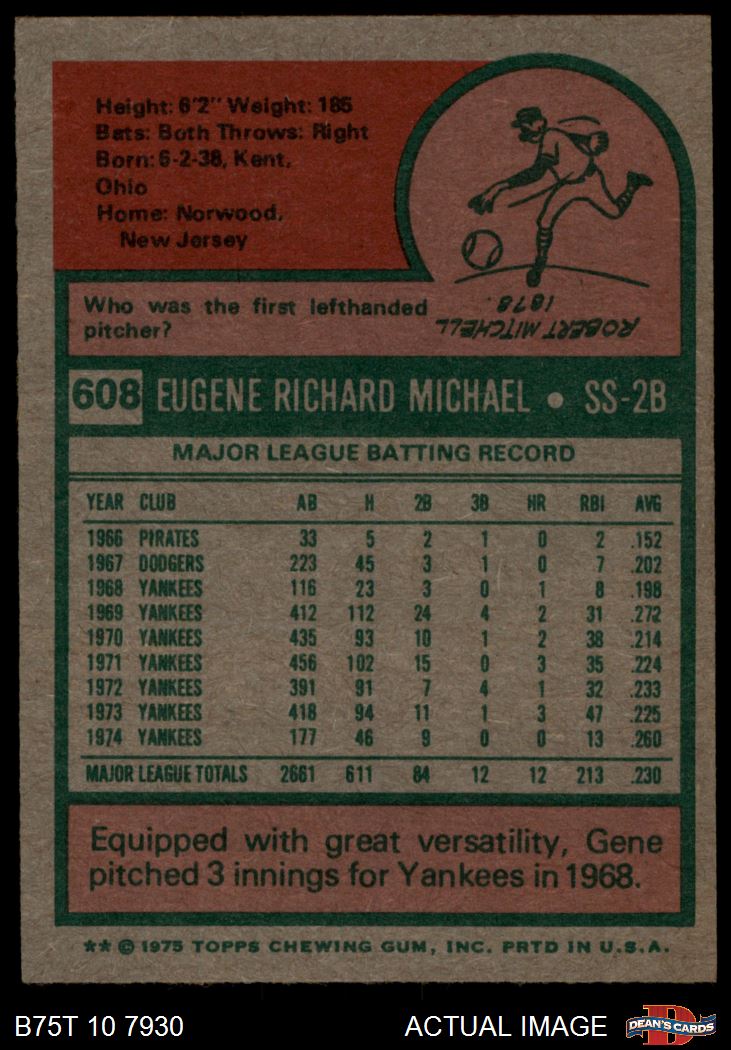 Height: 6'2" Weight: 185
Bats: Both Throws: Right
Born: 6-2-38, Kent,
Ohio
Home: Norwood,
New Jersey
Who was the first lefthanded
pitcher?
ROBERT MITCHELL
1878.
608 EUGENE RICHARD MICHAEL • SS-2B
MAJOR LEAGUE BATTING RECORD
YEAR CLUB AB H 2B 3B HR RBI AVG
1966 PIRATES 33 5 2 1 0 2 .152
1967 DODGERS 223 45 3 1 0 7 .202
1968 YANKEES 116 23 3 0 1 8 .198
1969 YANKEES 412 112 24 4 2 31 .272
1970 YANKEES 435 93 10 1 2 38 .214
1971 YANKEES 456 102 15 0 3 35 .224
1972 YANKEES 391 91 7 4 1 32 .233
1973 YANKEES 418 94 11 1 3 47 .225
1974 YANKEES 177 46 9 0 0 13 .260
MAJOR LEAGUE TOTALS 2661 611 84 12 12 213 .230
Equipped with great versatility, Gene
pitched 3 innings for Yankees in 1968.
** © 1975 TOPPS CHEWING GUM, INC. PRTD IN U.S.A.
B75T 10 7930 ACTUAL IMAGE D DEAN'S CARDS